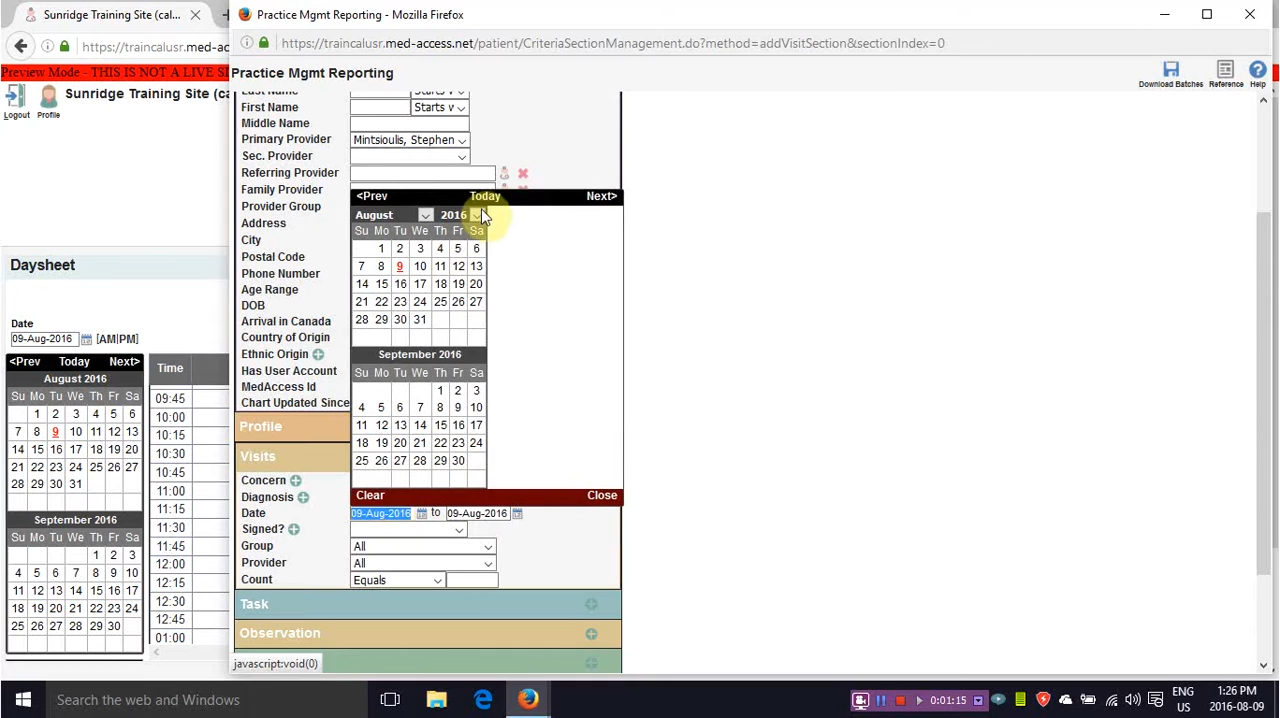 Sunridge Training Site (cal...
Practice Mgmt Reporting - Mozilla Firefox
https://traincalusr.med-ac
https://traincalusr.med-access.net/patient/CriteriaSectionManagement.do?method=addVisitSection&sectionIndex=0
Preview Mode - THIS IS NOT A LIVE SI
Practice Mgmt Reporting
Sunridge Training Site (ca
Logout Profile
Download Batches Reference Help
Last Name Starts v
First Name Starts v
Middle Name
Primary Provider Mintsioulis, Stephen
Sec. Provider
Referring Provider
Family Provider
Provider Group
Address
City
Postal Code
Phone Number
Age Range
DOB
Arrival in Canada
Country of Origin
Ethnic Origin
Has User Account
MedAccess Id
Chart Updated Since
<Prev Today Next>
August 2016
Su Mo Tu We Th Fr Sa
1 2 3 4 5 6
7 8 9 10 11 12 13
14 15 16 17 18 19 20
21 22 23 24 25 26 27
28 29 30 31
September 2016
Su Mo Tu We Th Fr Sa
1 2 3
4 5 6 7 8 9 10
11 12 13 14 15 16 17
18 19 20 21 22 23 24
25 26 27 28 29 30
Clear Close
Profile
Visits
Concern
Diagnosis
Date 09-Aug-2016 to 09-Aug-2016
Signed?
Group All
Provider All
Count Equals
Task
Observation
javascript:void(0)
Daysheet
Date
09-Aug-2016 [AM|PM]
<Prev Today Next>
August 2016
Su Mo Tu We Th Fr Sa
1 2 3 4 5 6
7 8 9 10 11 12 13
14 15 16 17 18 19 20
21 22 23 24 25 26 27
28 29 30 31
September 2016
Su Mo Tu We Th Fr Sa
1 2 3
4 5 6 7 8 9 10
11 12 13 14 15 16 17
18 19 20 21 22 23 24
25 26 27 28 29 30
Time
09:45
10:00
10:15
10:30
10:45
11:00
11:15
11:30
11:45
12:00
12:15
12:30
12:45
01:00
Search the web and Windows
0:01:15
ENG
US
1:26 PM
2016-08-09